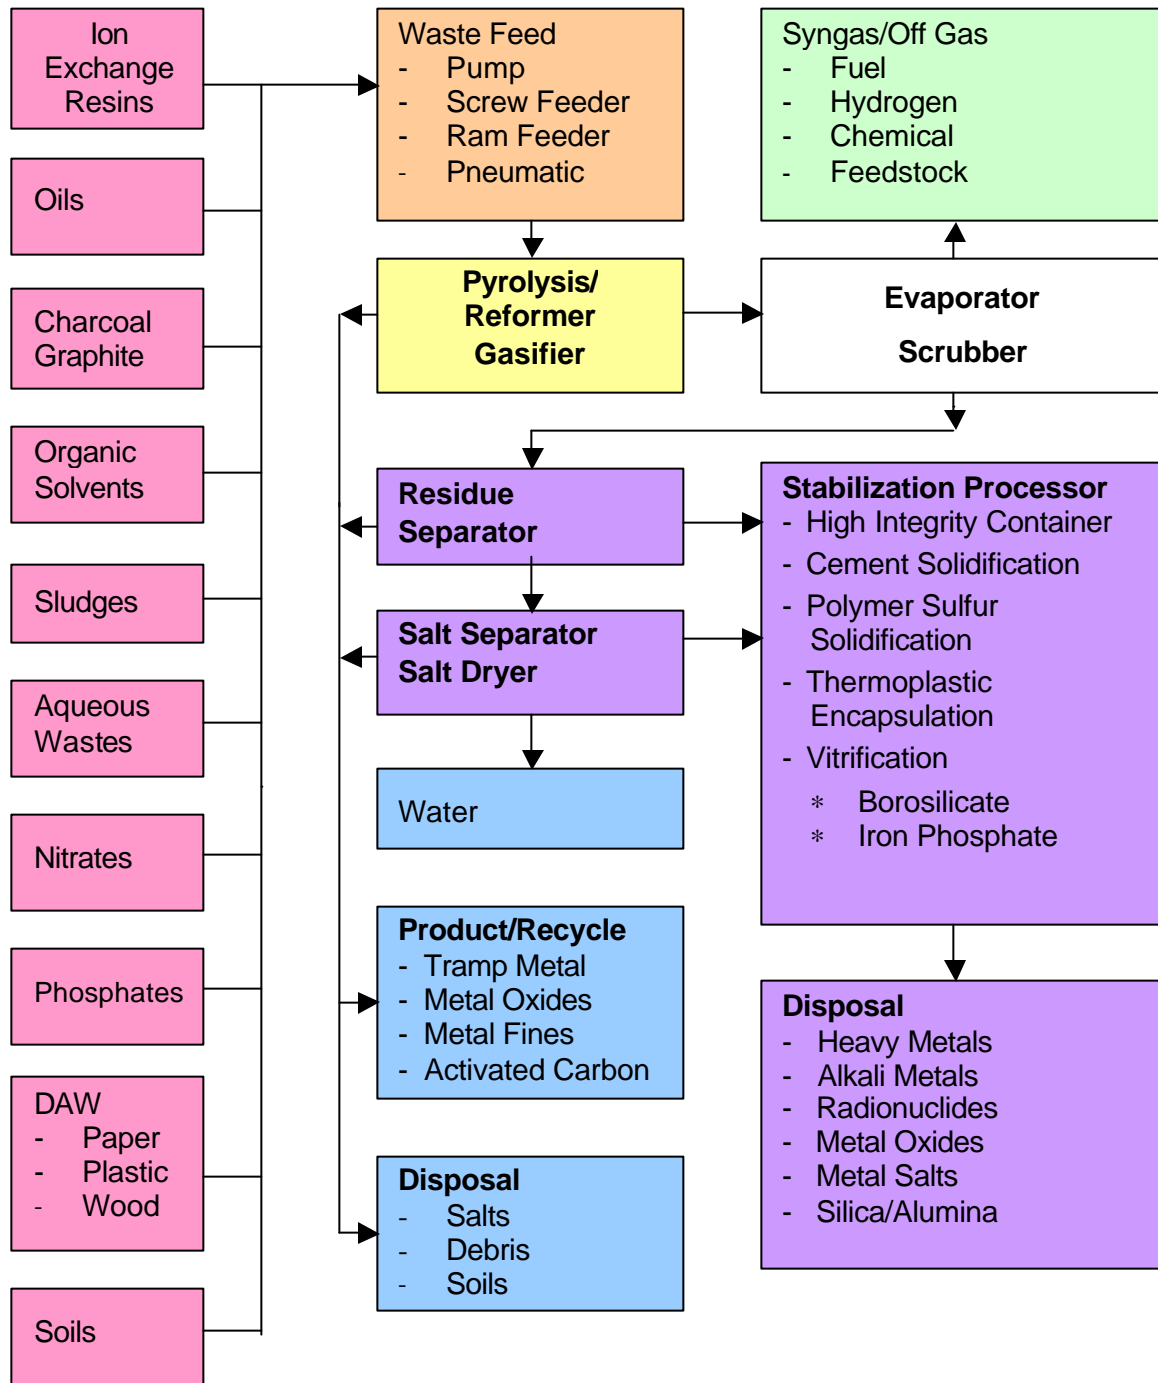 Ion
Exchange
Resins
Oils
Charcoal
Graphite
Organic
Solvents
Sludges
Aqueous
Wastes
Nitrates
Phosphates
DAW
- Paper
- Plastic
- Wood
Soils
Waste Feed
- Pump
- Screw Feeder
- Ram Feeder
- Pneumatic
Pyrolysis/
Reformer
Gasifier
Residue
Separator
Salt Separator
Salt Dryer
Water
Product/Recycle
- Tramp Metal
- Metal Oxides
- Metal Fines
- Activated Carbon
Disposal
- Salts
- Debris
- Soils
Syngas/Off Gas
- Fuel
- Hydrogen
- Chemical
- Feedstock
Evaporator
Scrubber
Stabilization Processor
- High Integrity Container
- Cement Solidification
- Polymer Sulfur
Solidification
- Thermoplastic
Encapsulation
- Vitrification
* Borosilicate
* Iron Phosphate
Disposal
- Heavy Metals
- Alkali Metals
- Radionuclides
- Metal Oxides
- Metal Salts
- Silica/Alumina